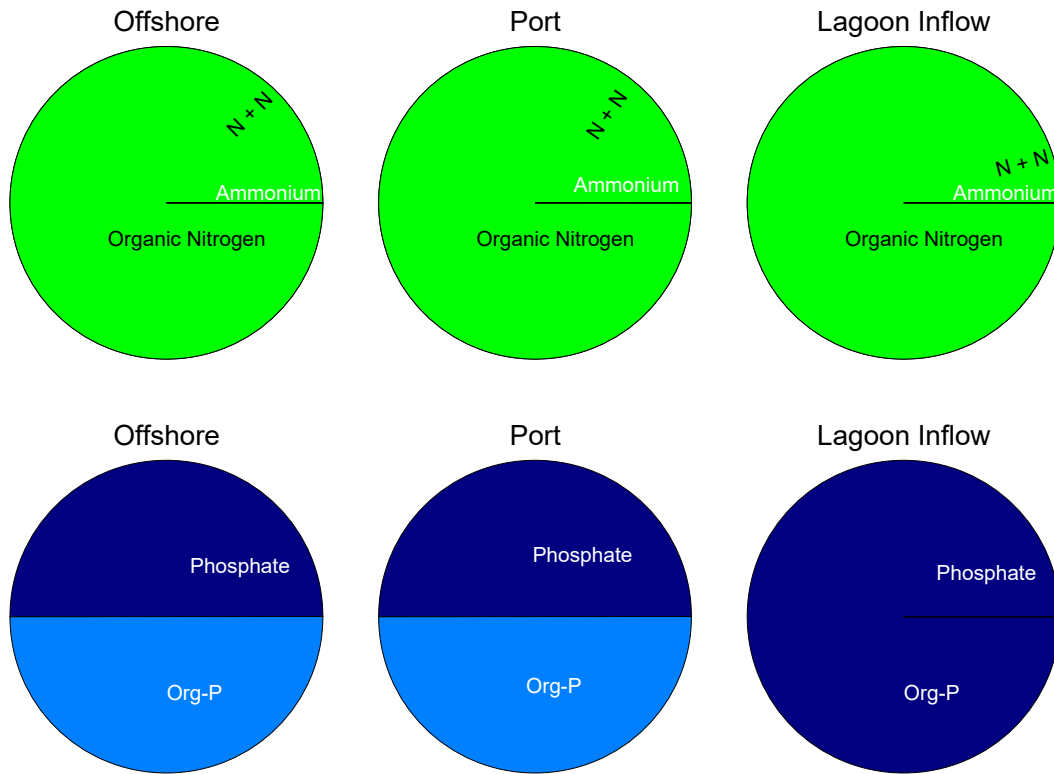 Offshore
Port
Lagoon Inflow
N + N
N + N
N + N
Ammonium
Ammonium
Ammonium
Organic Nitrogen
Organic Nitrogen
Organic Nitrogen
Offshore
Port
Lagoon Inflow
Phosphate
Phosphate
Phosphate
Org-P
Org-P
Org-P